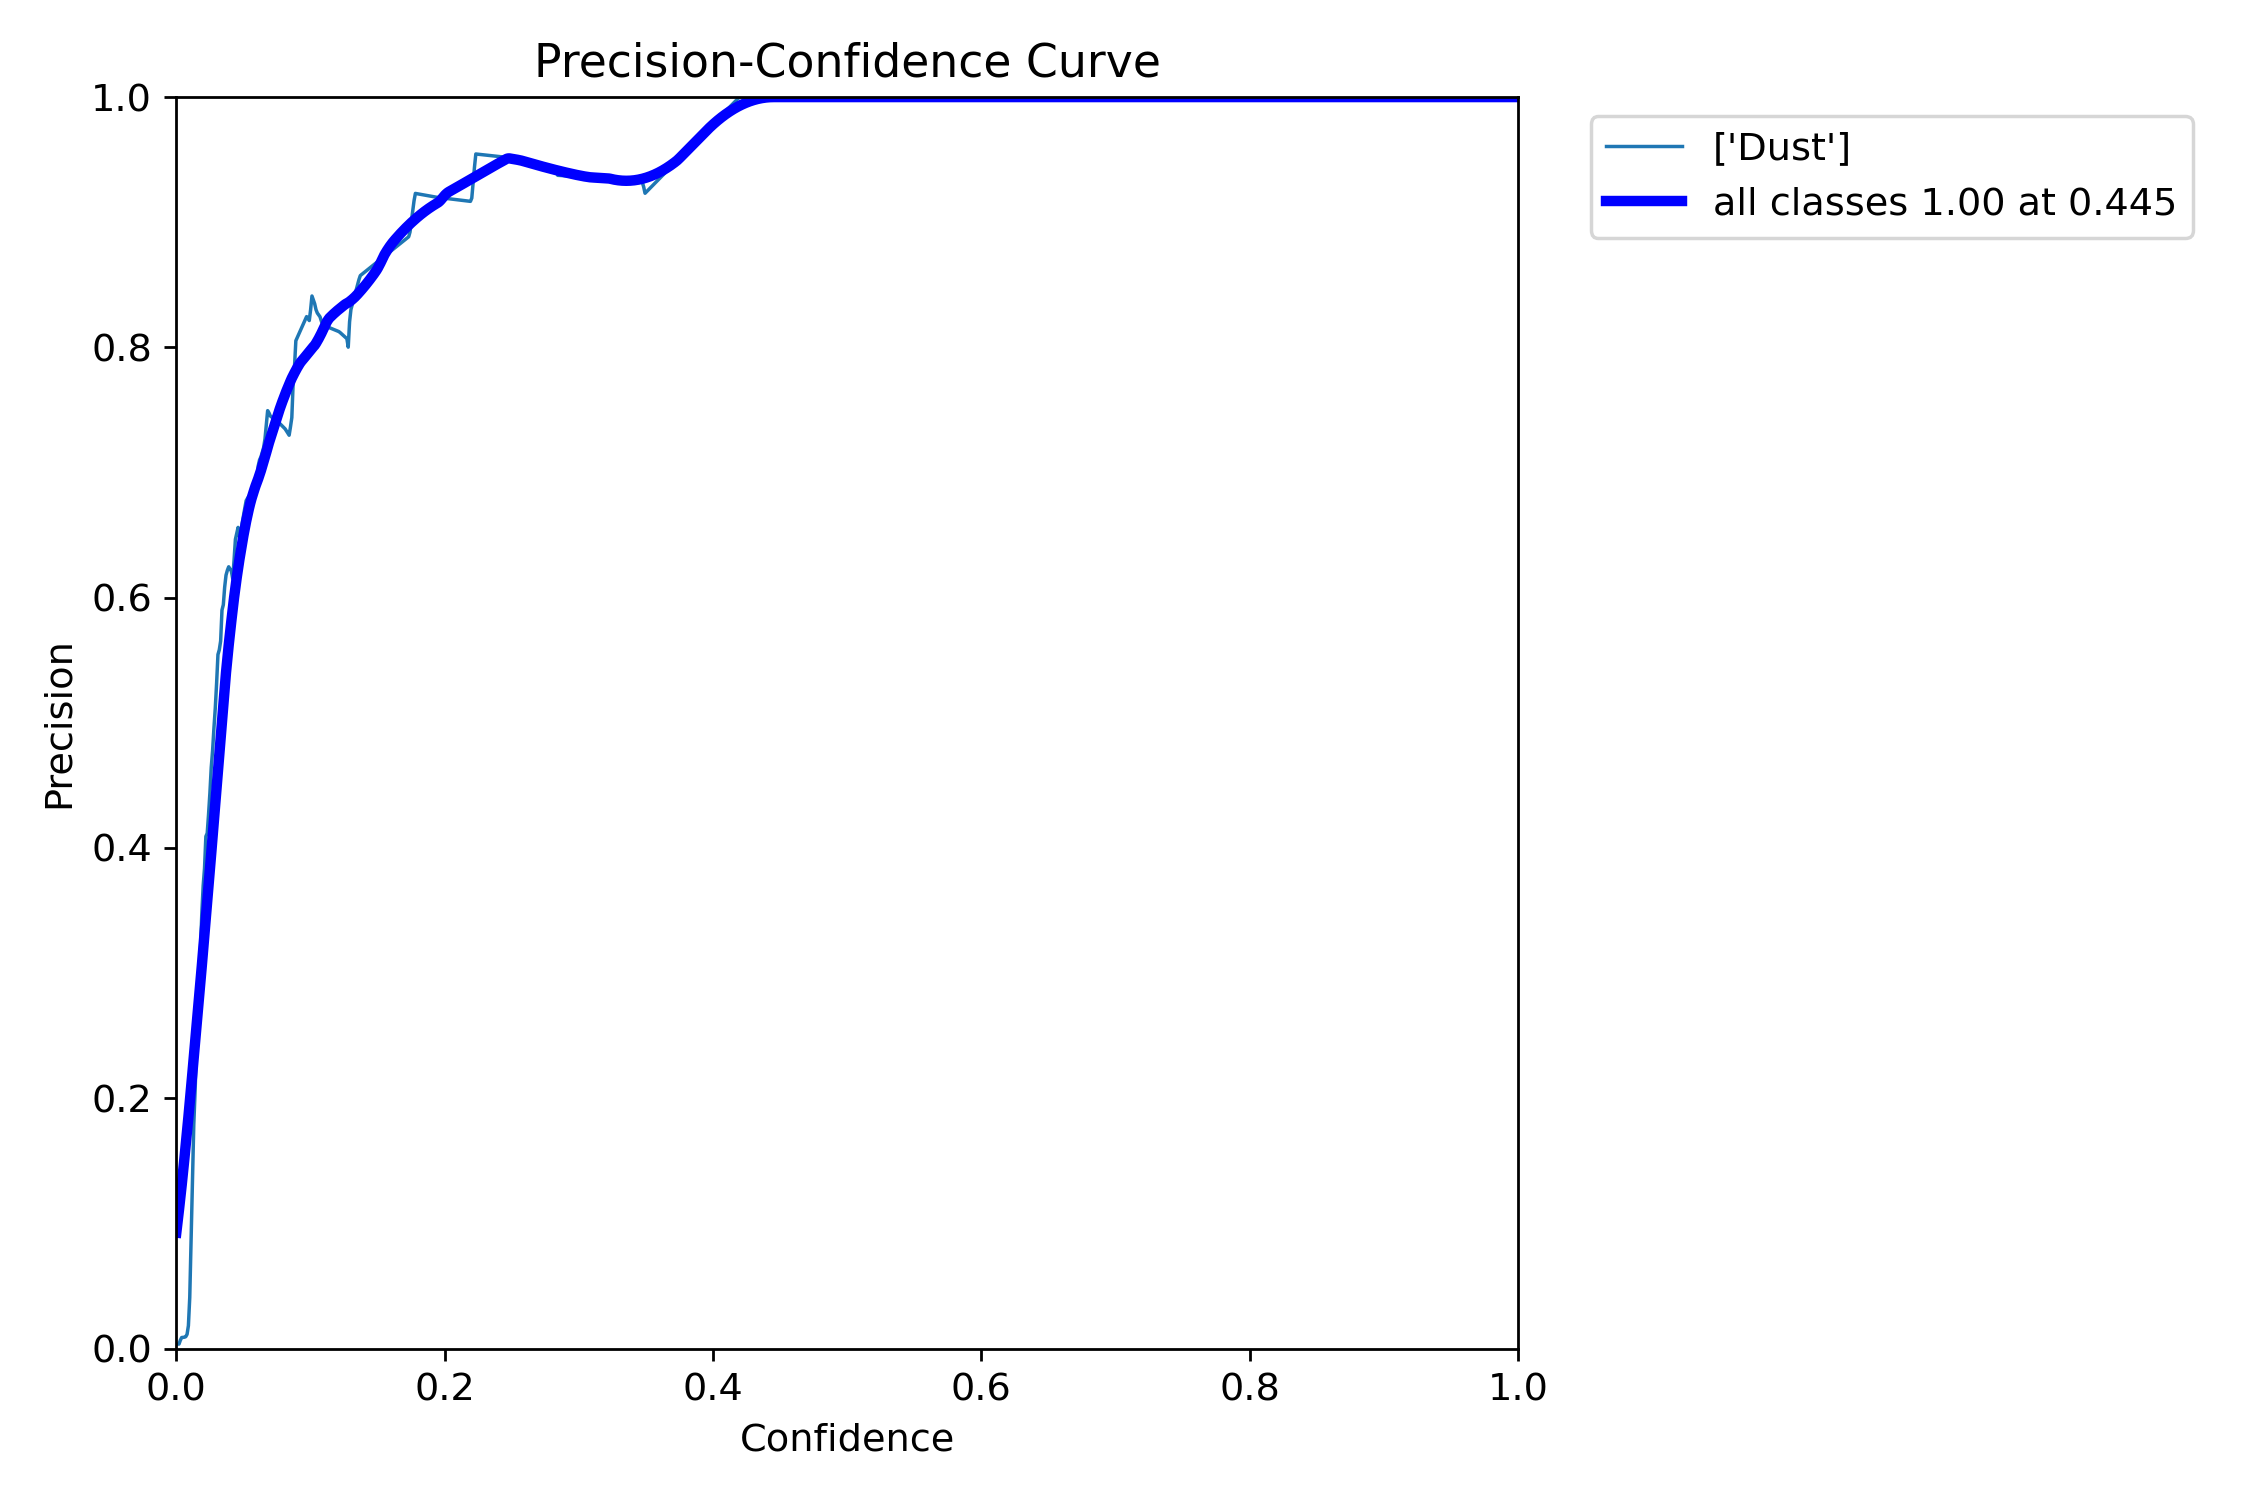 Precision-Confidence Curve
['Dust']
all classes 1.00 at 0.445
Precision
1.0
0.8
0.6
0.4
0.2
0.0
0.0 0.2 0.4 0.6 0.8 1.0
Confidence